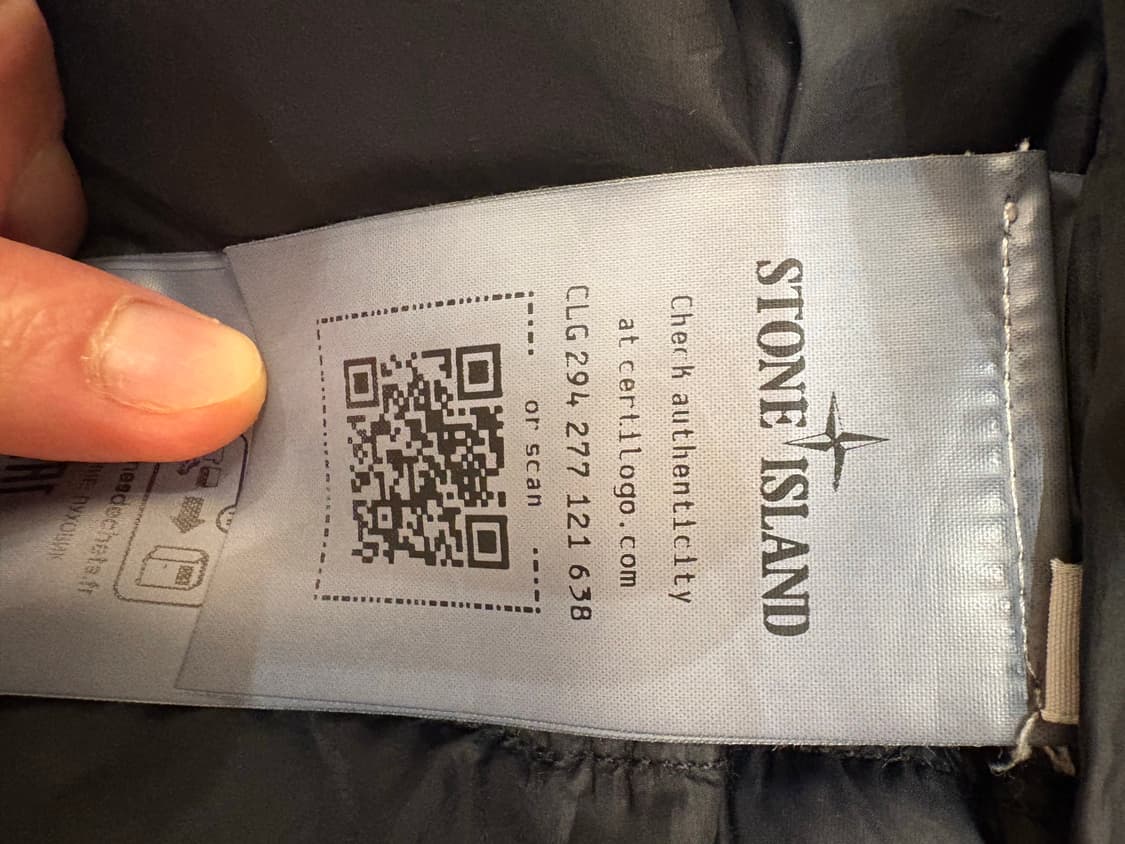 STONE ISLAND
Check authenticity
at certilogo.com
CLG 294 277 121 638
or scan